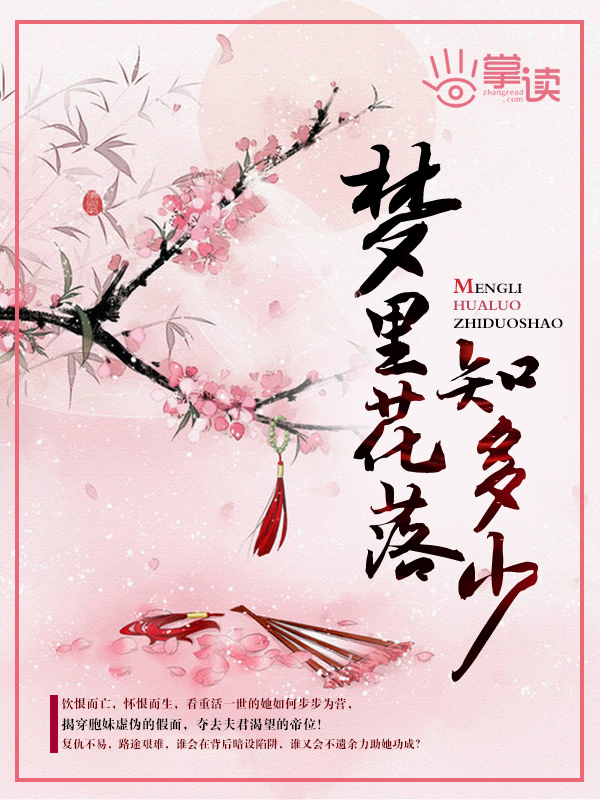 掌读
zhangread
.com
梦里花落
知多少
MENGLI
HUALUO
ZHIDUOSHAO
饮恨而亡，怀恨而生，看重活一世的她如何步步为营，
揭穿胞妹虚伪的假面，夺去夫君渴望的帝位！
复仇不易，路途艰难，谁会在背后暗设陷阱，谁又会不遗余力助她功成？